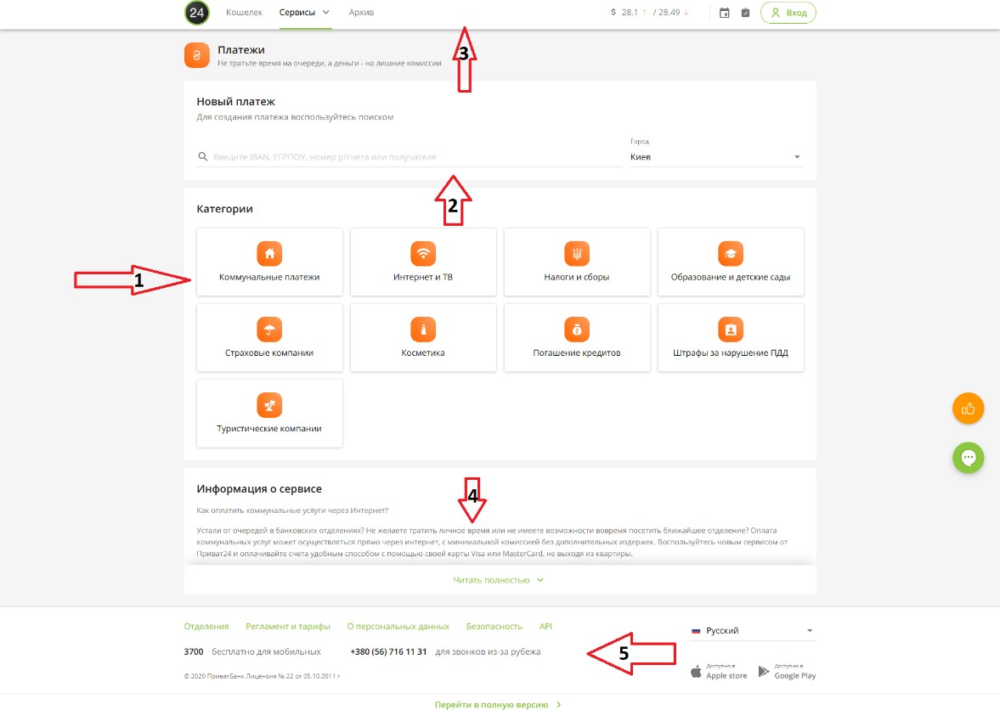 24 Кошелек Сервисы Архив $ 28.1 ↑ / 28.49 ↓ Вход
3
Платежи
Не тратьте время на очереди, а деньги - на лишние комиссии
Новый платеж
Для создания платежа воспользуйтесь поиском
Город
Введите IBAN, ЕГРПОУ, номер р/счета или получателя Киев
2
Категории
1
Коммунальные платежи Интернет и ТВ Налоги и сборы Образование и детские сады
Страховые компании Косметика Погашение кредитов Штрафы за нарушение ПДД
Туристические компании
Информация о сервисе
4
Как оплатить коммунальные услуги через Интернет?
Устали от очередей в банковских отделениях? Не желаете тратить личное время или не имеете возможности вовремя посетить ближайшее отделение? Оплата
коммунальных услуг может осуществляться прямо через интернет, с минимальной комиссией без дополнительных издержек. Воспользуйтесь новым сервисом от
Приват24 и оплачивайте счета удобным способом с помощью своей карты Visa или MasterCard, не выходя из квартиры.
Читать полностью
Отделения Регламент и тарифы О персональных данных Безопасность API
Русский
3700 бесплатно для мобильных +380 (56) 716 11 31 для звонков из-за рубежа
5
Доступно в Apple store
Доступно в Google Play
© 2020 ПриватБанк Лицензия № 22 от 05.10.2011 г
Перейти в полную версию